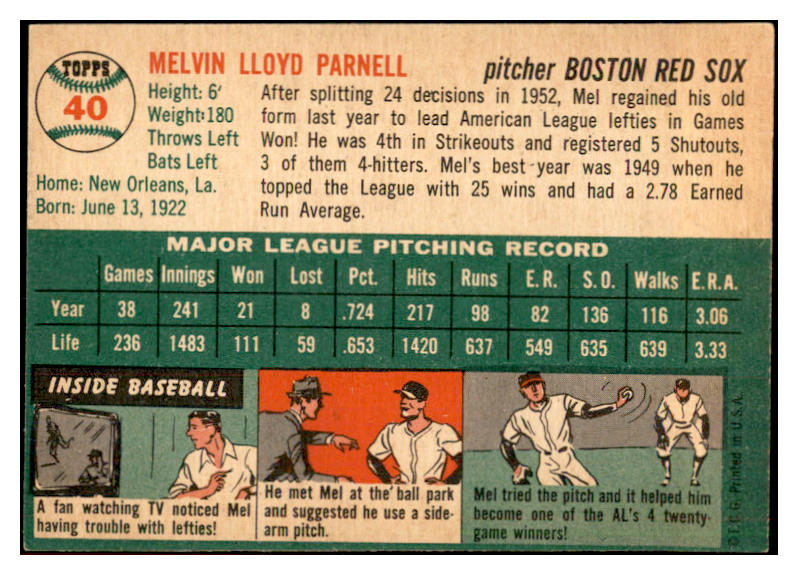 TOPPS
40
MELVIN LLOYD PARNELL
pitcher BOSTON RED SOX
Height: 6'
Weight: 180
Throws Left
Bats Left
Home: New Orleans, La.
Born: June 13, 1922
After splitting 24 decisions in 1952, Mel regained his old
form last year to lead American League lefties in Games
Won! He was 4th in Strikeouts and registered 5 Shutouts,
3 of them 4-hitters. Mel's best year was 1949 when he
topped the League with 25 wins and had a 2.78 Earned
Run Average.
MAJOR LEAGUE PITCHING RECORD
Games Innings Won Lost Pct. Hits Runs E.R. S.O. Walks E.R.A.
Year 38 241 21 8 .724 217 98 82 136 116 3.06
Life 236 1483 111 59 .653 1420 637 549 635 639 3.33
INSIDE BASEBALL
A fan watching TV noticed Mel
having trouble with lefties!
He met Mel at the ball park
and suggested he use a side-
arm pitch.
Mel tried the pitch and it helped him
become one of the AL's 4 twenty-
game winners!
© T.C.G. Printed in U.S.A.